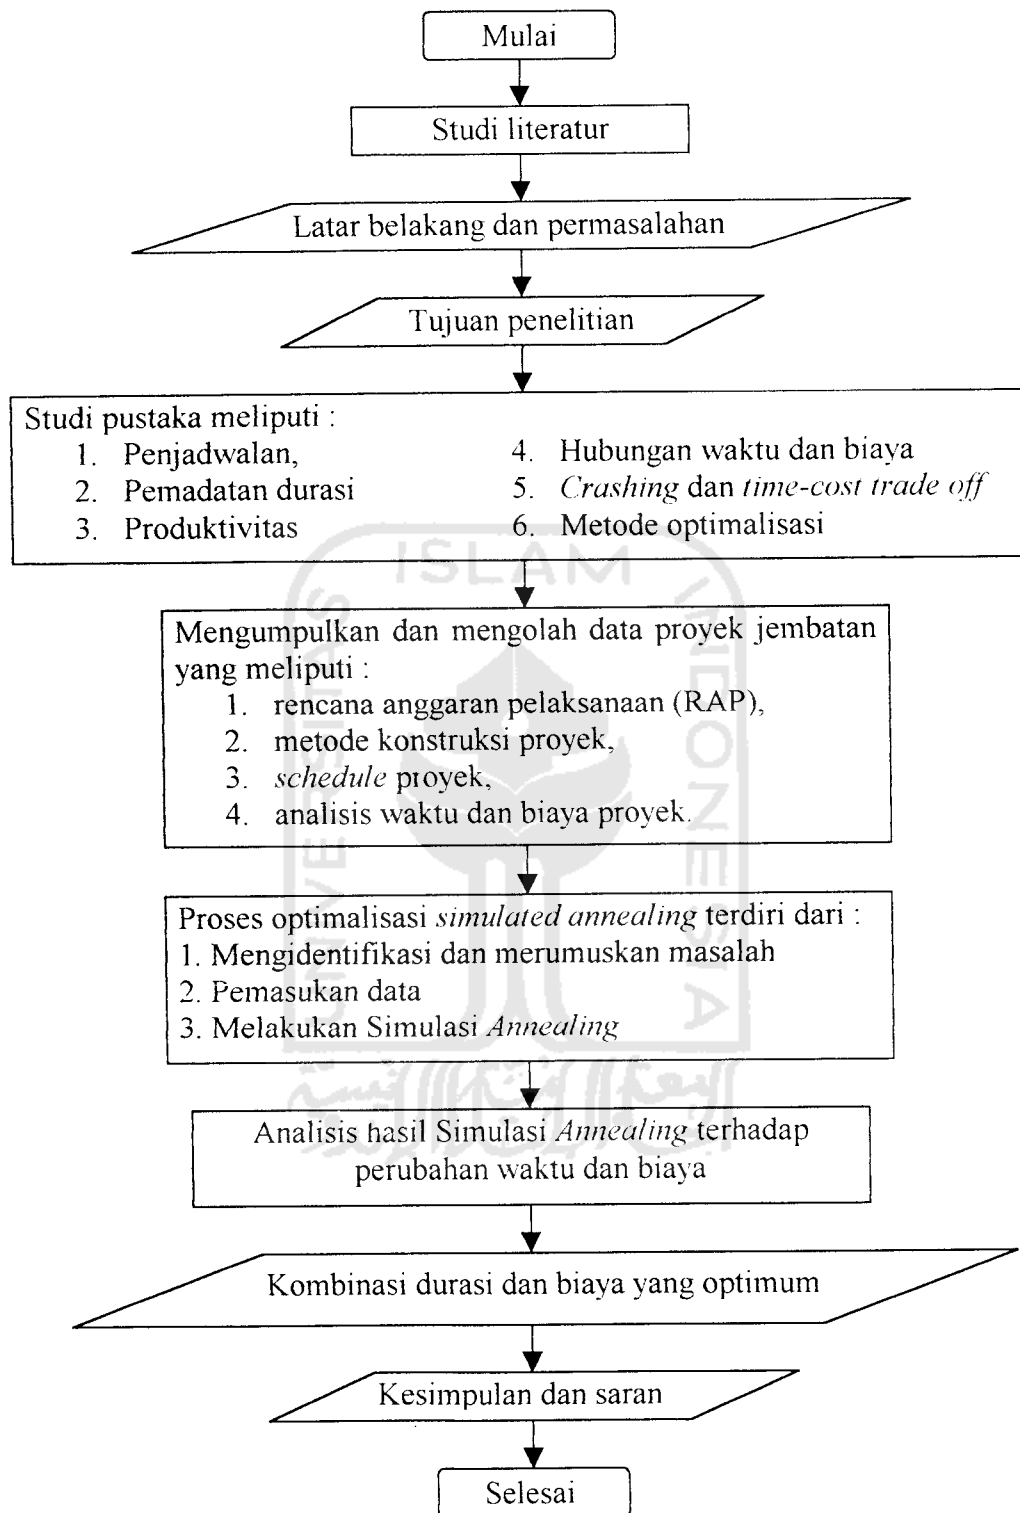 Mulai
Studi literatur
Latar belakang dan permasalahan
Tujuan penelitian
Studi pustaka meliputi :
1. Penjadwalan,
2. Pemadatan durasi
3. Produktivitas
4. Hubungan waktu dan biaya
5. Crashing dan time-cost trade off
6. Metode optimalisasi
Mengumpulkan dan mengolah data proyek jembatan
yang meliputi :
1. rencana anggaran pelaksanaan (RAP),
2. metode konstruksi proyek,
3. schedule proyek,
4. analisis waktu dan biaya proyek.
Proses optimalisasi simulated annealing terdiri dari :
1. Mengidentifikasi dan merumuskan masalah
2. Pemasukan data
3. Melakukan Simulasi Annealing
Analisis hasil Simulasi Annealing terhadap
perubahan waktu dan biaya
Kombinasi durasi dan biaya yang optimum
Kesimpulan dan saran
Selesai
UNIVERSITAS
ISLAM
INDONESIA